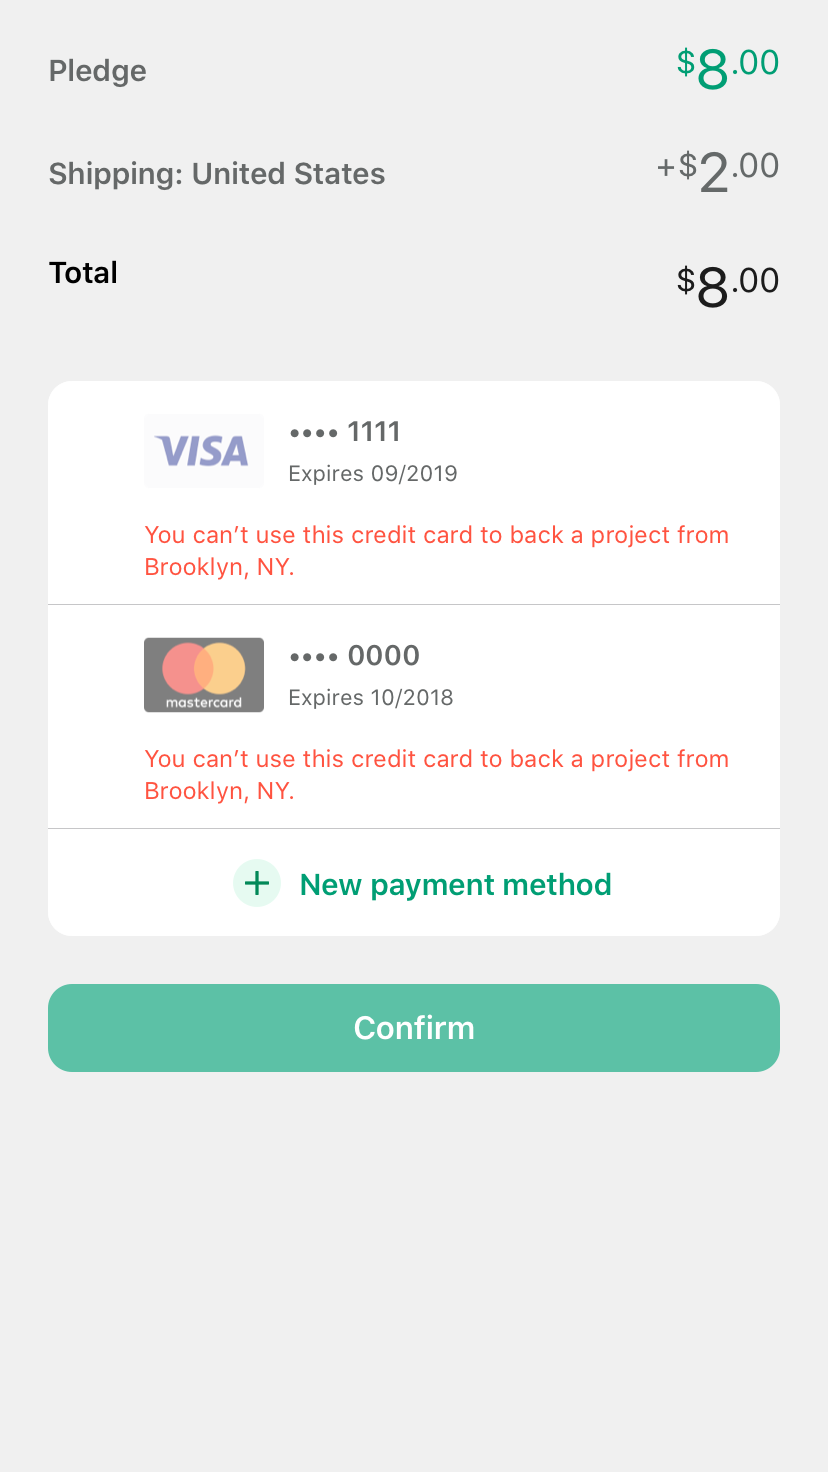 Pledge $8.00
Shipping: United States +$2.00
Total $8.00
VISA •••• 1111
Expires 09/2019
You can’t use this credit card to back a project from
Brooklyn, NY.
mastercard •••• 0000
Expires 10/2018
You can’t use this credit card to back a project from
Brooklyn, NY.
+ New payment method
Confirm